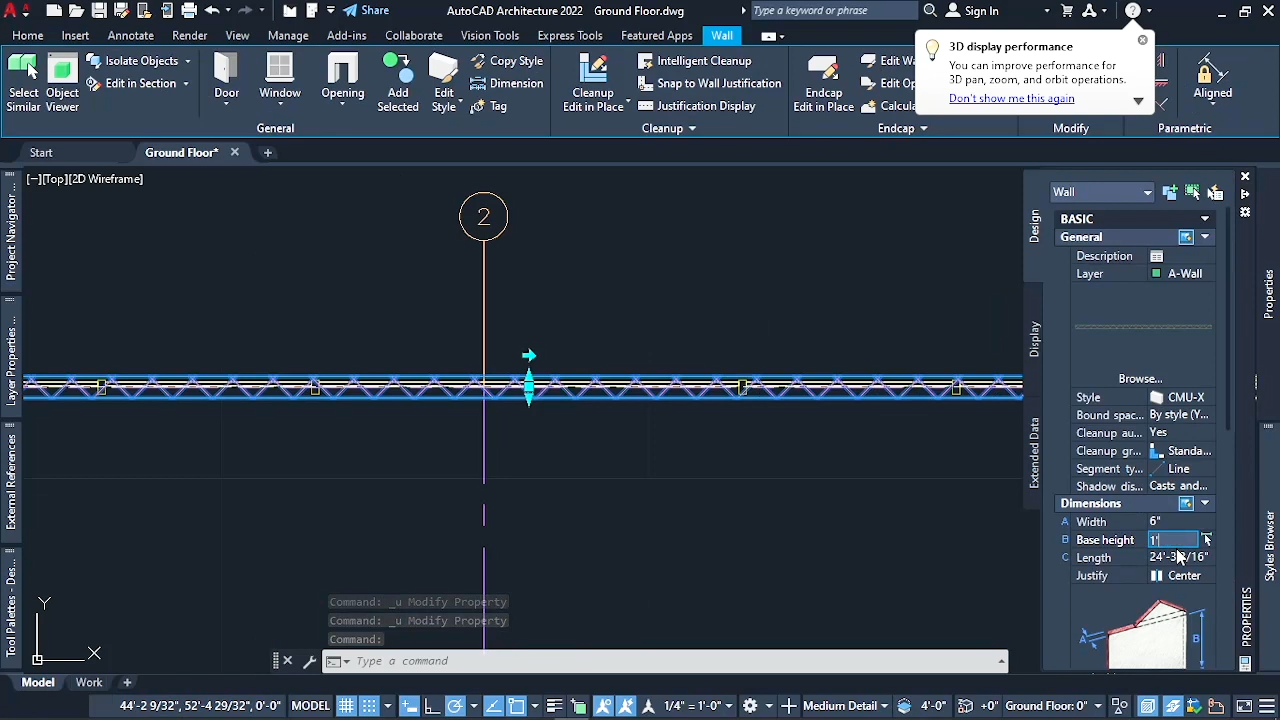 Share
AutoCAD Architecture 2022
Ground Floor.dwg
Type a keyword or phrase
Sign In
Home
Insert
Annotate
Render
View
Manage
Add-ins
Collaborate
Vision Tools
Express Tools
Featured Apps
Wall
Select
Similar
Object
Viewer
Isolate Objects
Edit in Section
Door
Window
Opening
Add
Selected
Edit
Style
Copy Style
Dimension
Tag
General
Cleanup
Edit in Place
Intelligent Cleanup
Snap to Wall Justification
Justification Display
Cleanup
Endcap
Edit in Place
Edit Wa
Edit Op
Calcula
Endcap
Modify
Aligned
Parametric
3D display performance
You can improve performance for
3D pan, zoom, and orbit operations.
Don't show me this again
Start
Ground Floor*
[−][Top][2D Wireframe]
2
Project Navigator ...
Layer Properties ...
External References
Tool Palettes - Des...
Design
Display
Extended Data
Wall
BASIC
General
Description
Layer A-Wall
Browse...
Style CMU-X
Bound spac... By style (Y...
Cleanup au... Yes
Cleanup gr... Standa...
Segment ty... Line
Shadow dis... Casts and...
Dimensions
A Width 6"
B Base height 1'
C Length
Justify Center
A
B
PROPERTIES
Properties
Styles Browser
Y
X
Command: _u Modify Property
Command: _u Modify Property
Command:
Type a command
Model
Work
44'-2 9/32", 52'-4 29/32", 0'-0"
MODEL
1/4" = 1'-0"
Medium Detail
4'-0"
+0"
Ground Floor: 0"